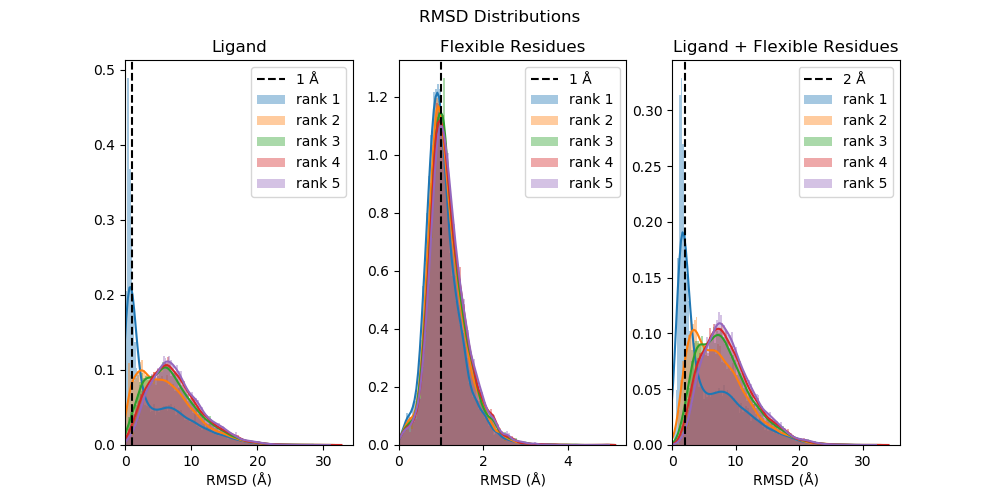 RMSD Distributions
Ligand
0.5
0.4
0.3
0.2
0.1
0.0
0 10 20 30
RMSD (Å)
1 Å
rank 1
rank 2
rank 3
rank 4
rank 5
Flexible Residues
1.2
1.0
0.8
0.6
0.4
0.2
0.0
0 2 4
RMSD (Å)
1 Å
rank 1
rank 2
rank 3
rank 4
rank 5
Ligand + Flexible Residues
0.30
0.25
0.20
0.15
0.10
0.05
0.00
0 10 20 30
RMSD (Å)
2 Å
rank 1
rank 2
rank 3
rank 4
rank 5